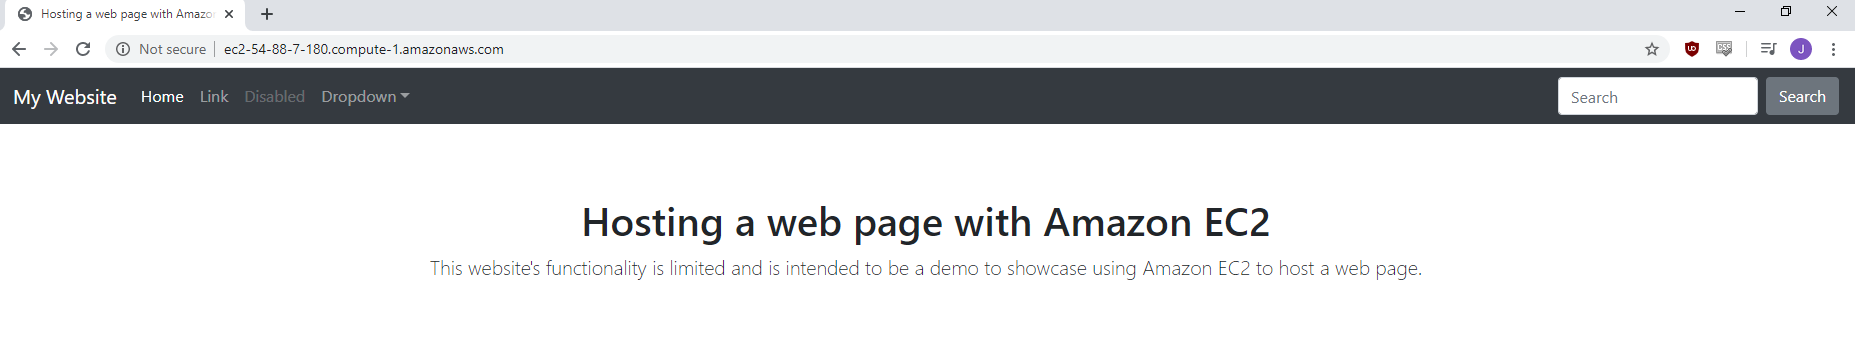 Hosting a web page with Amazo
Not secure ec2-54-88-7-180.compute-1.amazonaws.com J
My Website Home Link Disabled Dropdown Search Search
Hosting a web page with Amazon EC2
This website's functionality is limited and is intended to be a demo to showcase using Amazon EC2 to host a web page.